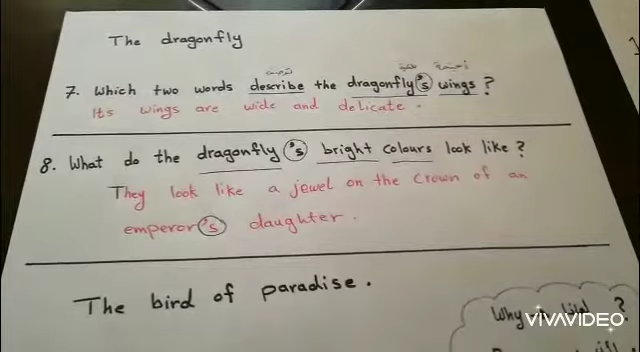 The dragonfly
7. Which two words describe the dragonfly's wings?
Its wings are wide and delicate.
8. What do the dragonfly's bright colours look like?
They look like a jewel on the crown of an
emperor's daughter.
The bird of paradise.
Why
?
VIVAVIDEO